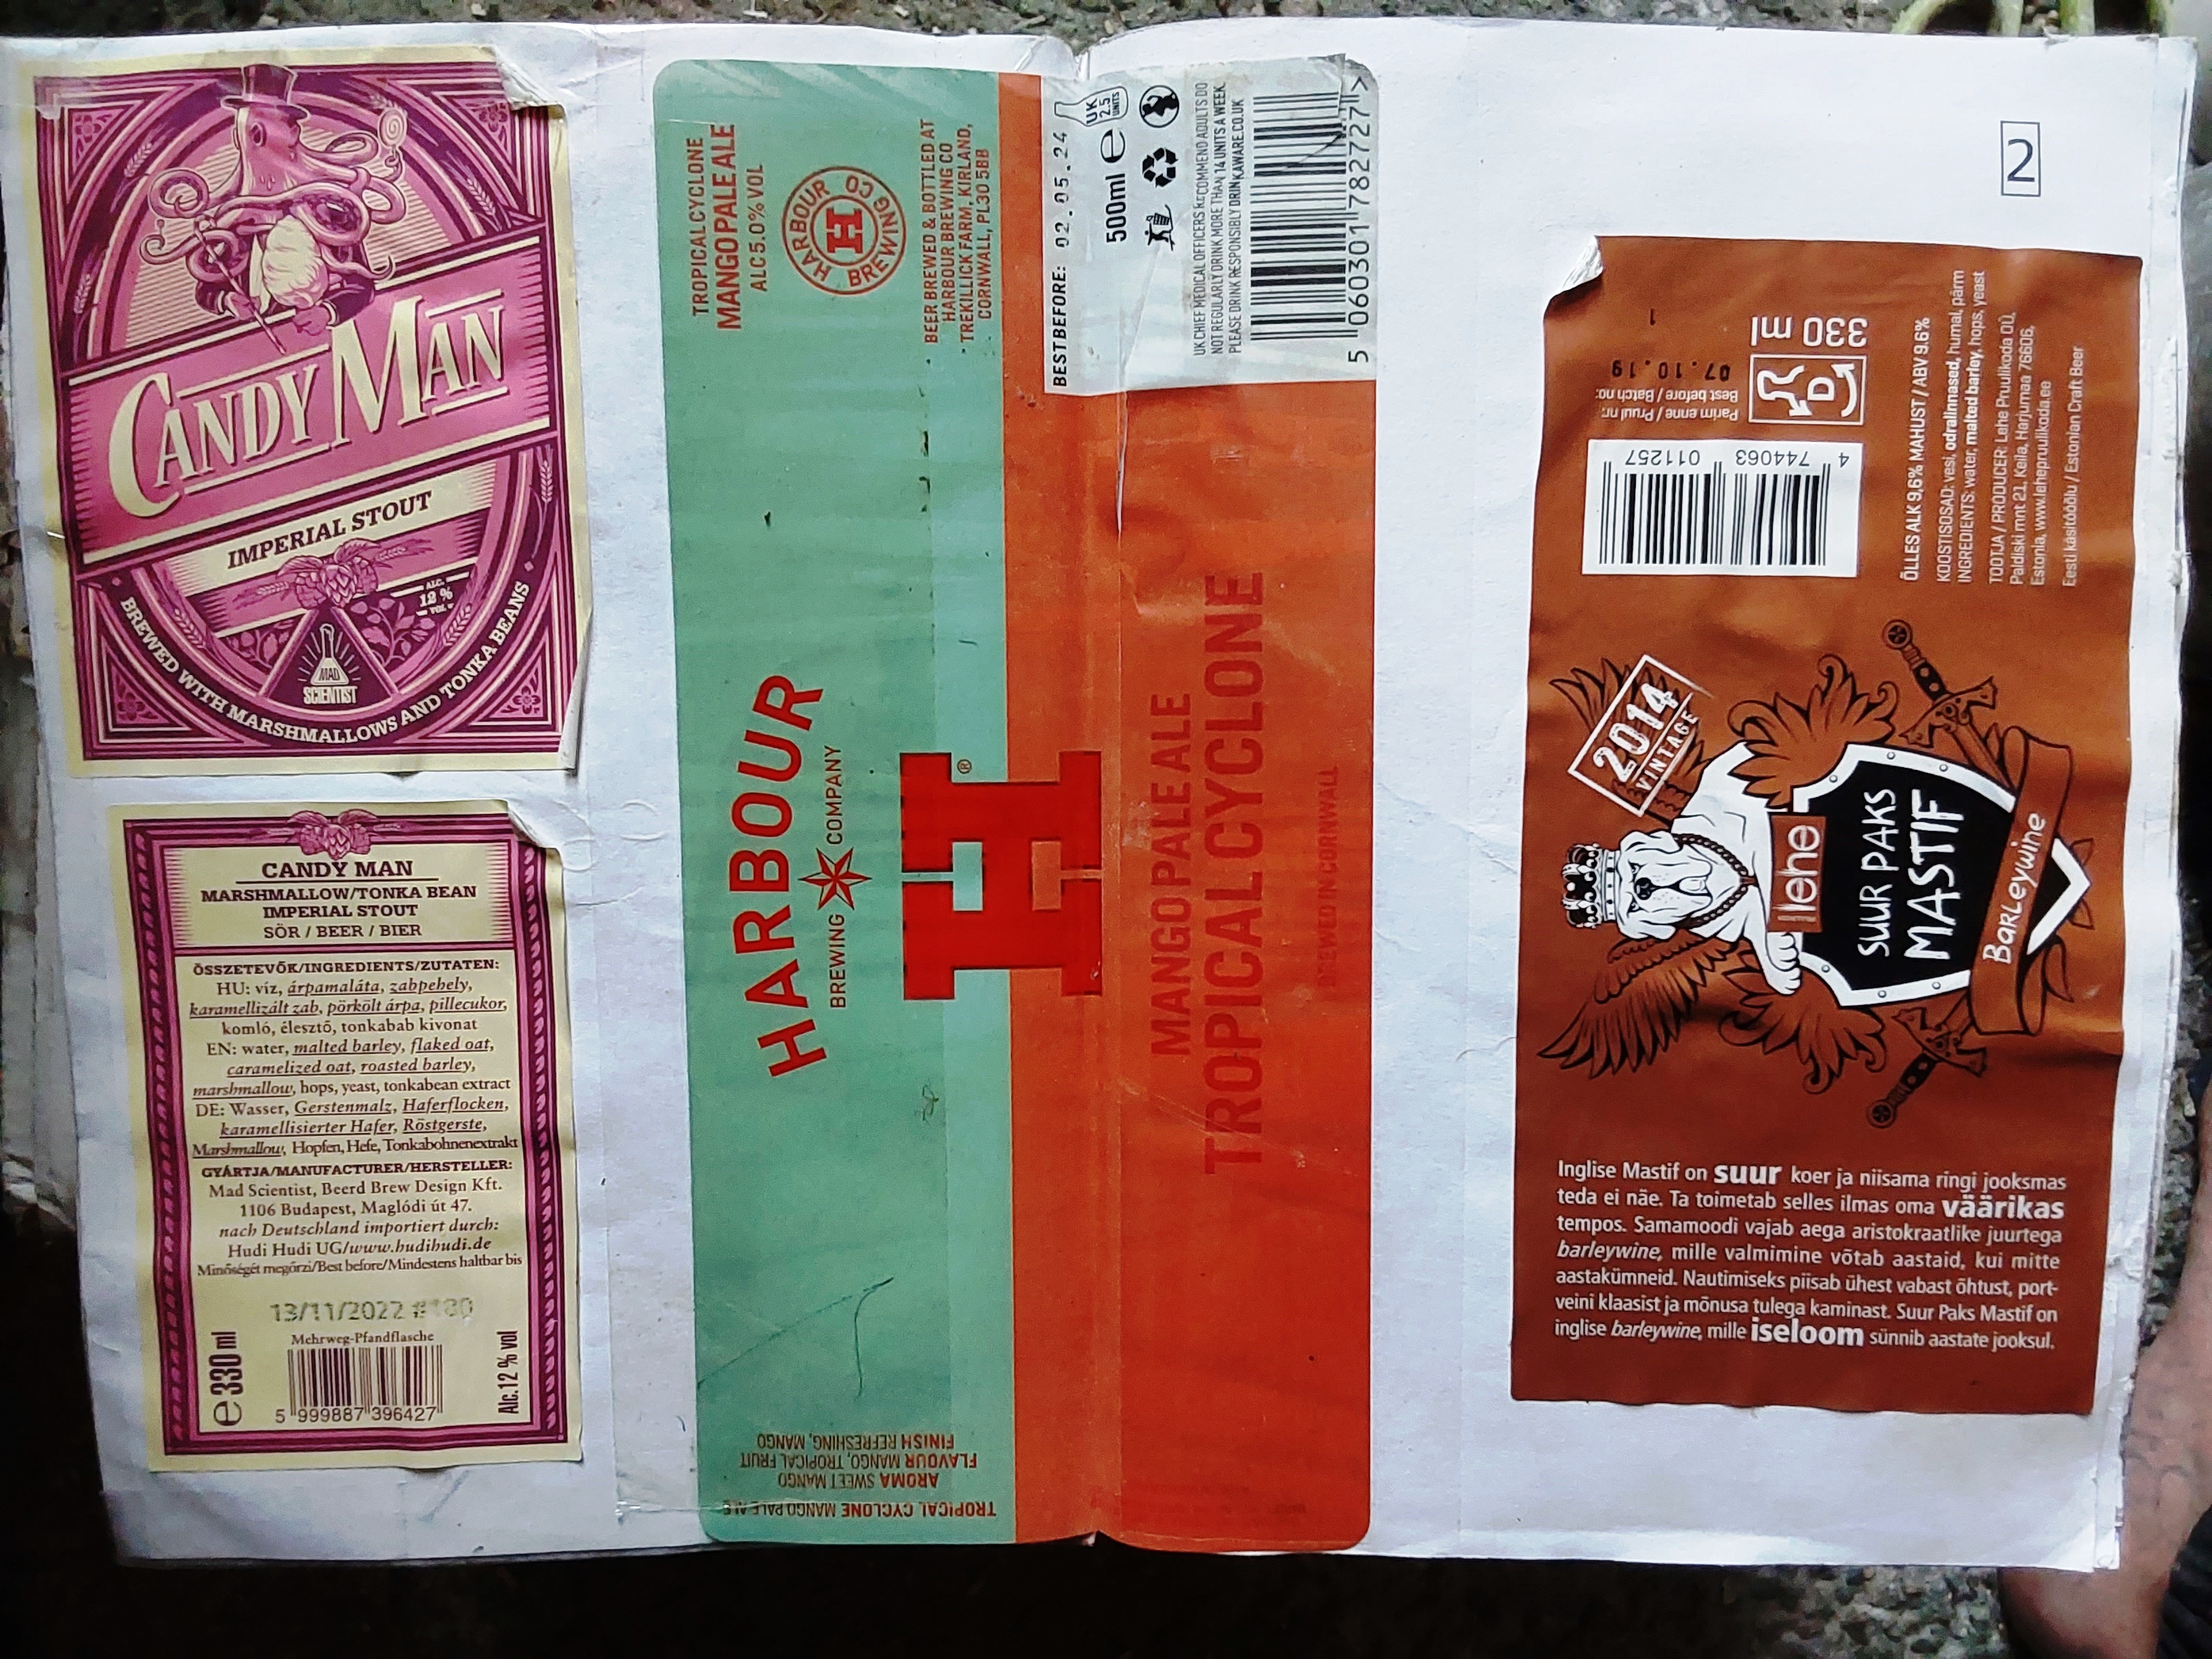 CANDY MAN
IMPERIAL STOUT
ALC.
12 %
VOL.
MAD
SCIENTIST
BREWED WITH MARSHMALLOWS AND TONKA BEANS
CANDY MAN
MARSHMALLOW/TONKA BEAN
IMPERIAL STOUT
SÖR / BEER / BIER
ÖSSZETEVŐK/INGREDIENTS/ZUTATEN:
HU: víz, árpamaláta, zabpehely,
karamellizált zab, pörkölt árpa, pillecukor,
komló, élesztő, tonkabab kivonat
EN: water, malted barley, flaked oat,
caramelized oat, roasted barley,
marshmallow, hops, yeast, tonkabean extract
DE: Wasser, Gerstenmalz, Haferflocken,
karamellisierter Hafer, Röstgerste,
Marshmallow, Hopfen, Hefe, Tonkabohnenextrakt
GYÁRTJA/MANUFACTURER/HERSTELLER:
Mad Scientist, Beerd Brew Design Kft.
1106 Budapest, Maglódi út 47.
nach Deutschland importiert durch:
Hudi Hudi UG/www.hudihudi.de
Minőségét megőrzi/Best before/Mindestens haltbar bis
13/11/2022
Mehrweg-Pfandflasche
e 330 ml
Alc. 12 % vol
5 999887 396427
TROPICAL CYCLONE
MANGO PALE ALE
ALC 5.0% VOL
HARBOUR BREWING CO
H
BEER BREWED & BOTTLED AT
HARBOUR BREWING CO
TREKILLICK FARM, KIRLAND,
CORNWALL, PL30 5BB
BEST BEFORE: 02.05.24
500ml e
UK
2.5
UNITS
UK CHIEF MEDICAL OFFICERS RECOMMEND ADULTS DO
NOT REGULARLY DRINK MORE THAN 14 UNITS A WEEK.
PLEASE DRINK RESPONSIBLY DRINKAWARE.CO.UK
5 060301 782727 >
HARBOUR
BREWING COMPANY
H ®
MANGO PALE ALE
TROPICAL CYCLONE
BREWED IN CORNWALL
TROPICAL CYCLONE MANGO PALE ALE
AROMA SWEET MANGO
FLAVOUR MANGO, TROPICAL FRUIT
FINISH REFRESHING, MANGO
2
Parim enne / Pruuli nr:
Best before / Batch no:
07.10.19 1
D
330 ml
4 744063 011257
ÕLLES ALK 9,6% MAHUST / ABV 9.6%
KOOSTISOSAD: vesi, odralinnased, humal, pärm
INGREDIENTS: water, malted barley, hops, yeast
TOOTJA / PRODUCER: Lehe Pruulikoda OÜ,
Paldiski mnt 21, Keila, Harjumaa 76606,
Estonia, www.lehepruulikoda.ee
Eesti käsitööõlu / Estonian Craft Beer
2014
VINTAGE
lehe
SUUR PAKS
MASTIF
Barleywine
Inglise Mastif on suur koer ja niisama ringi jooksmas
teda ei näe. Ta toimetab selles ilmas oma väärikas
tempos. Samamoodi vajab aega aristokraatlike juurtega
barleywine, mille valmimine võtab aastaid, kui mitte
aastakümneid. Nautimiseks piisab ühest vabast õhtust, port-
veini klaasist ja mõnusa tulega kaminast. Suur Paks Mastif on
inglise barleywine, mille iseloom sünnib aastate jooksul.